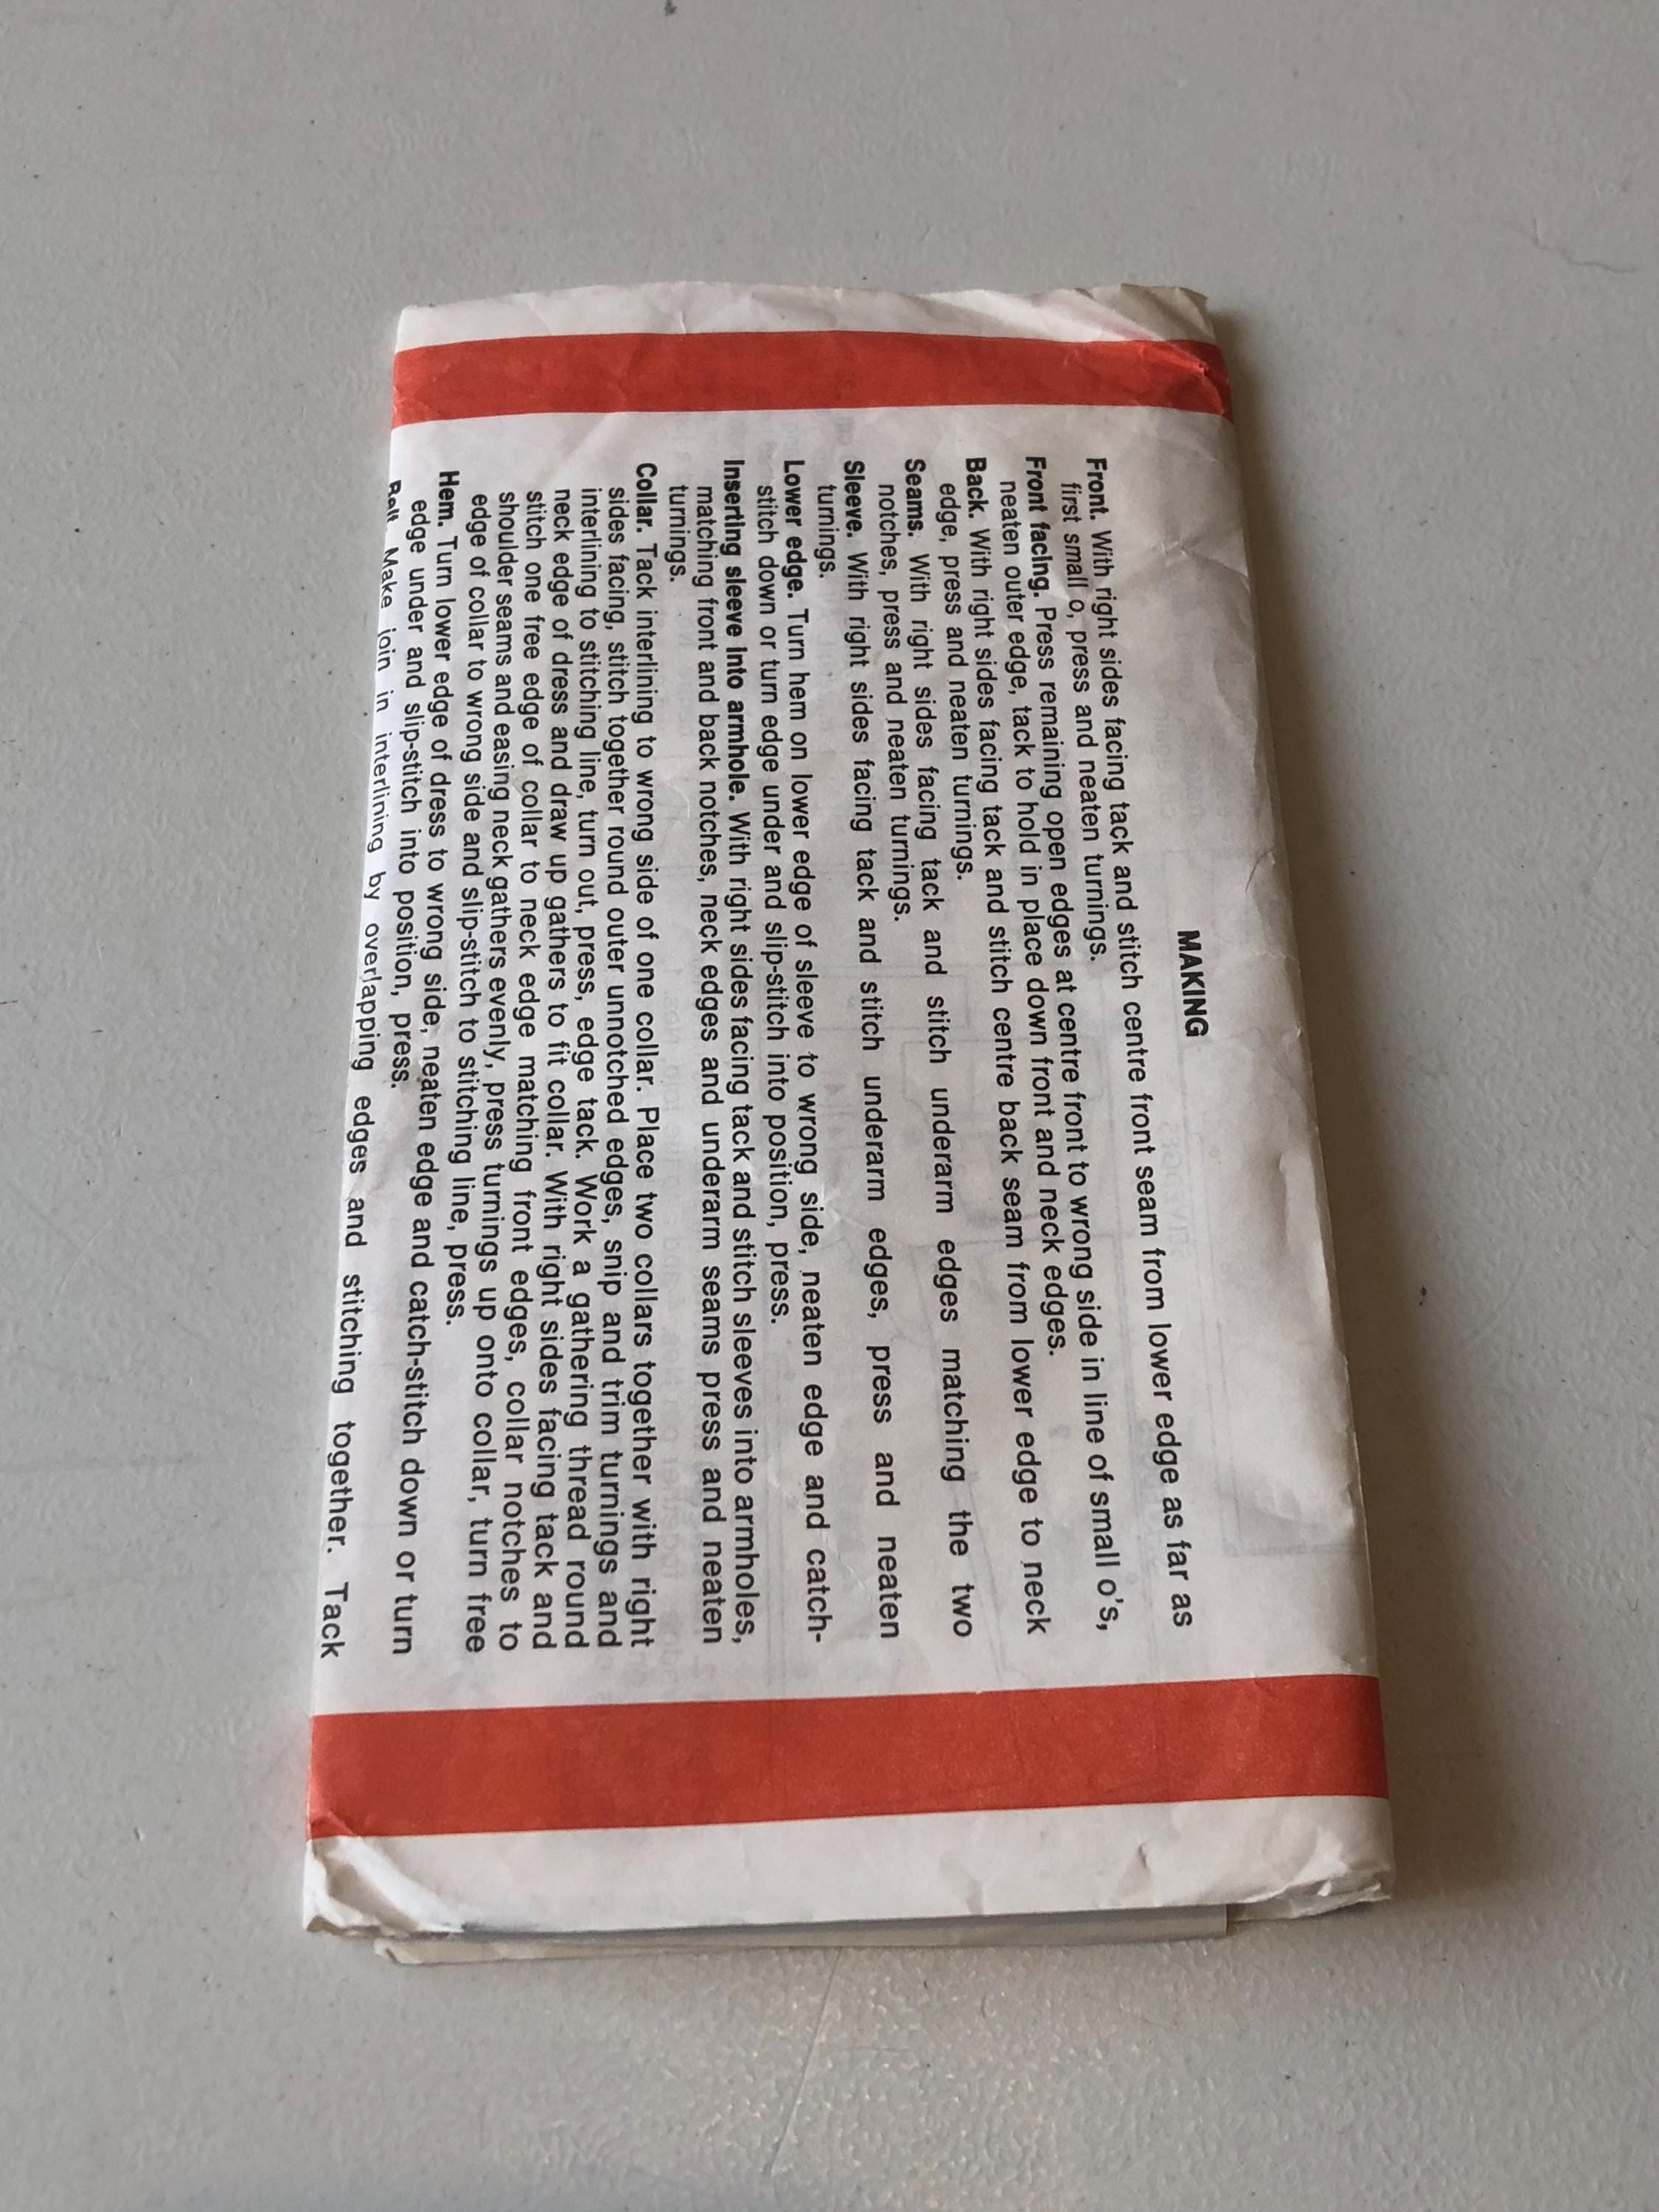 MAKING
Front. With right sides facing tack and stitch centre front seam from lower edge as far as
first small o, press and neaten turnings.
Front facing. Press remaining open edges at centre front to wrong side in line of small o's,
neaten outer edge, tack to hold in place down front and neck edges.
Back. With right sides facing tack and stitch centre back seam from lower edge to neck
edge, press and neaten turnings.
Seams. With right sides facing tack and stitch underarm edges matching the two
notches, press and neaten turnings.
Sleeve. With right sides facing tack and stitch underarm edges, press and neaten
turnings.
Lower edge. Turn hem on lower edge of sleeve to wrong side, neaten edge and catch-
stitch down or turn edge under and slip-stitch into position, press.
Inserting sleeve into armhole. With right sides facing tack and stitch sleeves into armholes,
matching front and back notches, neck edges and underarm seams press and neaten
turnings.
Collar. Tack interlining to wrong side of one collar. Place two collars together with right
sides facing, stitch together round outer unnotched edges, snip and trim turnings and
interlining to stitching line, turn out, press, edge tack. Work a gathering thread round
neck edge of dress and draw up gathers to fit collar. With right sides facing tack and
stitch one free edge of collar to neck edge matching front edges, collar notches to
shoulder seams and easing neck gathers evenly, press turnings up onto collar, turn free
edge of collar to wrong side and slip-stitch to stitching line, press.
Hem. Turn lower edge of dress to wrong side, neaten edge and catch-stitch down or turn
edge under and slip-stitch into position, press.
Belt. Make join in interlining by overlapping edges and stitching together. Tack